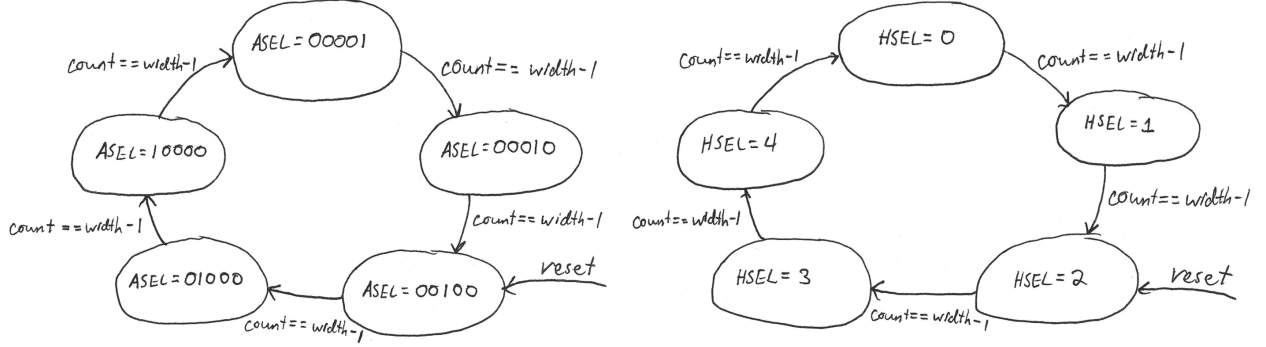 ASEL=00001
count==width-1
count== width-1
ASEL=10000
ASEL=00010
count==width-1
count==width-1
ASEL=01000
ASEL=00100
reset
count==width-1
HSEL=0
count==width-1
count==width-1
HSEL=4
HSEL=1
count==width-1
count==width-1
HSEL=3
HSEL=2
reset
count==width-1